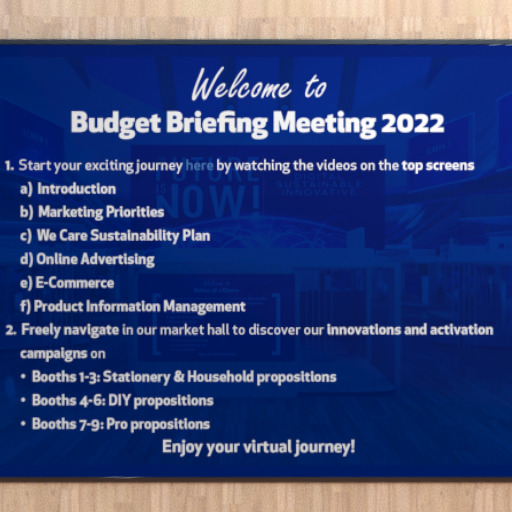 Welcome to
Budget Briefing Meeting 2022
1. Start your exciting journey here by watching the videos on the top screens
a) Introduction
b) Marketing Priorities
c) We Care Sustainability Plan
d) Online Advertising
e) E-Commerce
f) Product Information Management
2. Freely navigate in our market hall to discover our innovations and activation
campaigns on
• Booths 1-3: Stationery & Household propositions
• Booths 4-6: DIY propositions
• Booths 7-9: Pro propositions
Enjoy your virtual journey!
NOW!
SUSTAINABLE
INNOVATIVE